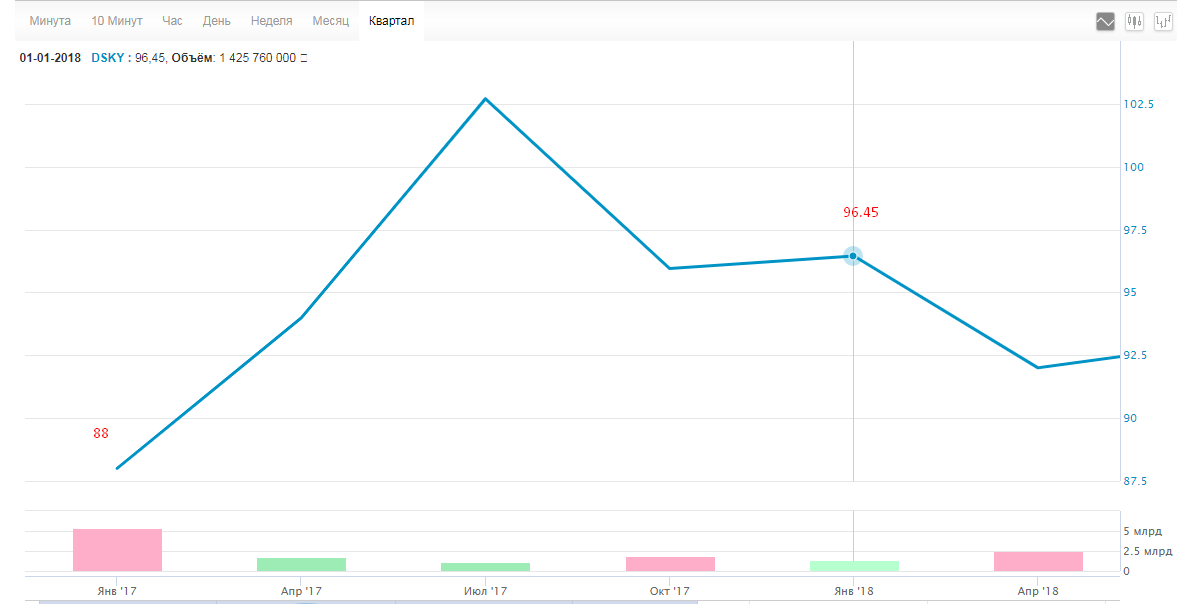 Минута 10 Минут Час День Неделя Месяц Квартал
01-01-2018 DSKY : 96,45, Объём: 1 425 760 000
102.5
100
96.45
97.5
95
92.5
90
88
87.5
5 млрд
2.5 млрд
0
Янв '17 Апр '17 Июл '17 Окт '17 Янв '18 Апр '18